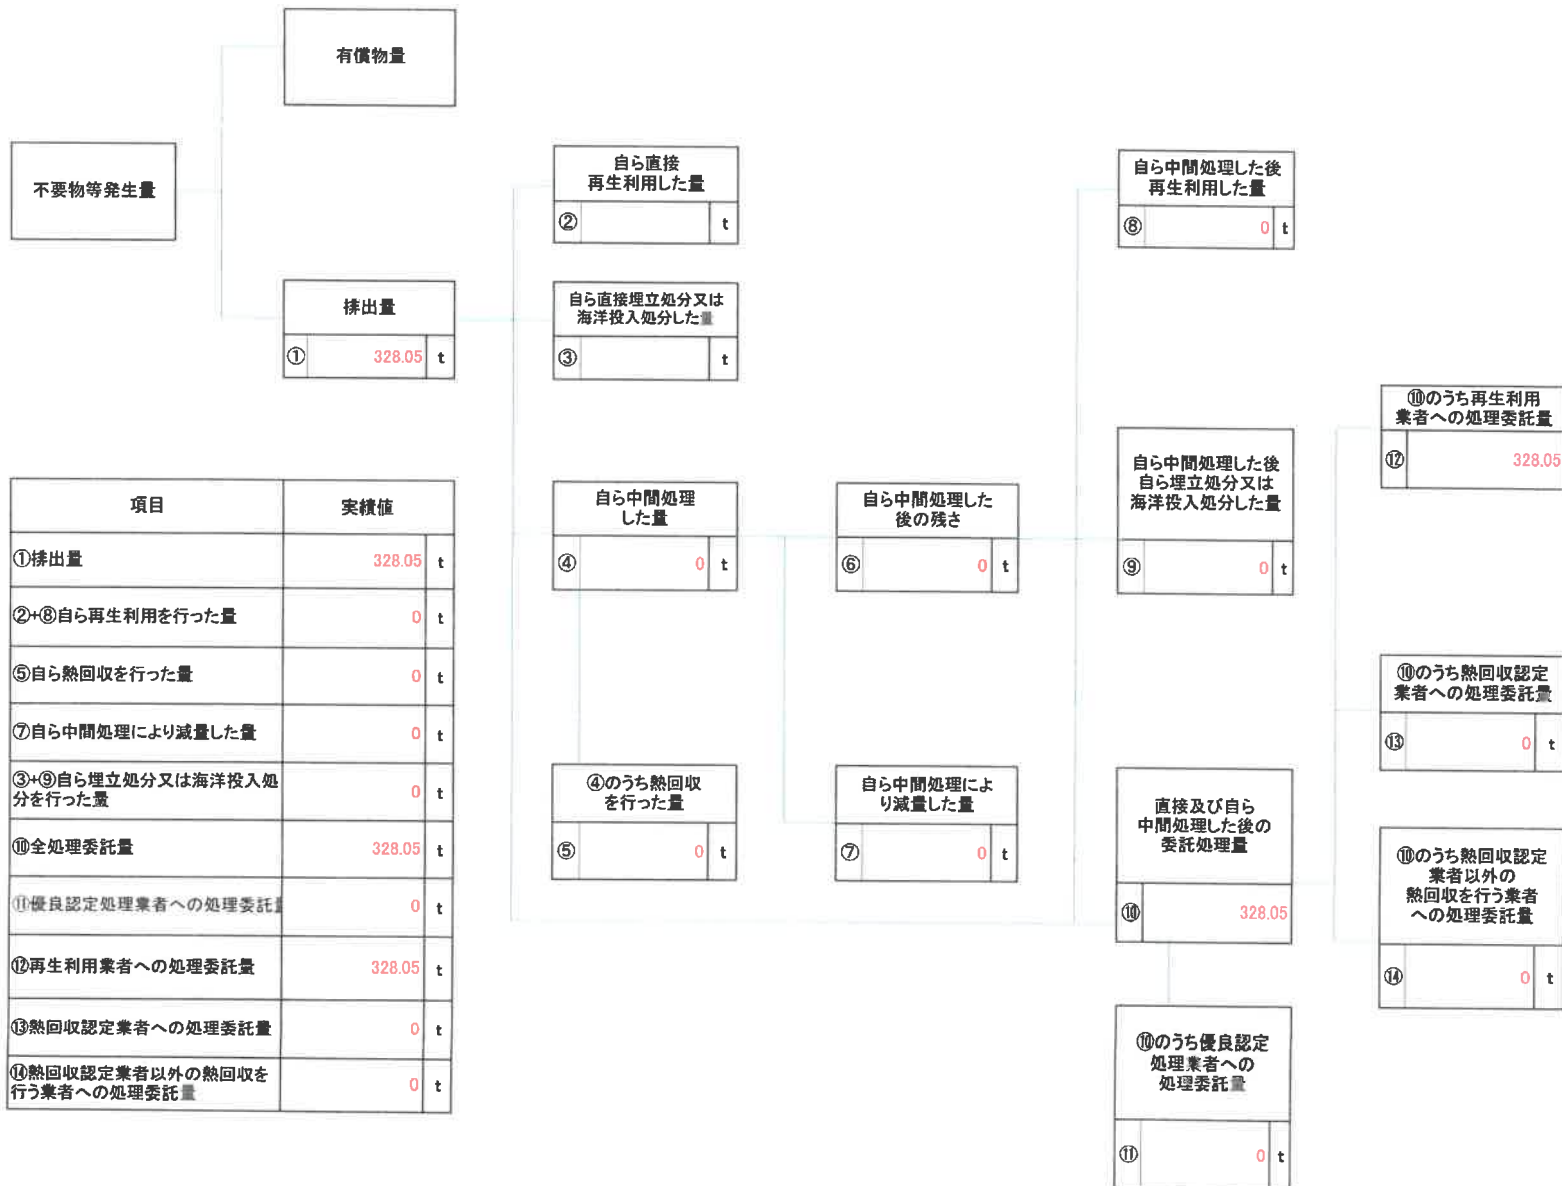 有償物量
不要物等発生量
排出量
① 328.05 t
自ら直接
再生利用した量
② t
自ら直接埋立処分又は
海洋投入処分した量
③ t
自ら中間処理
した量
④ 0 t
④のうち熱回収
を行った量
⑤ 0 t
自ら中間処理した
後の残さ
⑥ 0 t
自ら中間処理によ
り減量した量
⑦ 0 t
自ら中間処理した後
再生利用した量
⑧ 0 t
自ら中間処理した後
自ら埋立処分又は
海洋投入処分した量
⑨ 0 t
直接及び自ら
中間処理した後の
委託処理量
⑩ 328.05
⑩のうち優良認定
処理業者への
処理委託量
⑪ 0 t
⑩のうち再生利用
業者への処理委託量
⑫ 328.05
⑩のうち熱回収認定
業者への処理委託量
⑬ 0 t
⑩のうち熱回収認定
業者以外の
熱回収を行う業者
への処理委託量
⑭ 0 t
項目 実績値
①排出量 328.05 t
②+⑧自ら再生利用を行った量 0 t
⑤自ら熱回収を行った量 0 t
⑦自ら中間処理により減量した量 0 t
③+⑨自ら埋立処分又は海洋投入処
分を行った量 0 t
⑩全処理委託量 328.05 t
⑪優良認定処理業者への処理委託量 0 t
⑫再生利用業者への処理委託量 328.05 t
⑬熱回収認定業者への処理委託量 0 t
⑭熱回収認定業者以外の熱回収を
行う業者への処理委託量 0 t